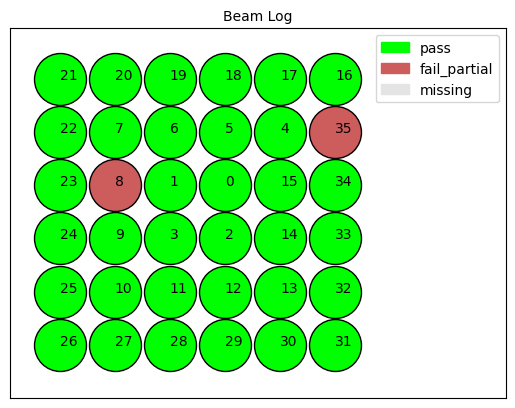 Beam Log
pass
fail_partial
missing
21 20 19 18 17 16
22 7 6 5 4 35
23 8 1 0 15 34
24 9 3 2 14 33
25 10 11 12 13 32
26 27 28 29 30 31